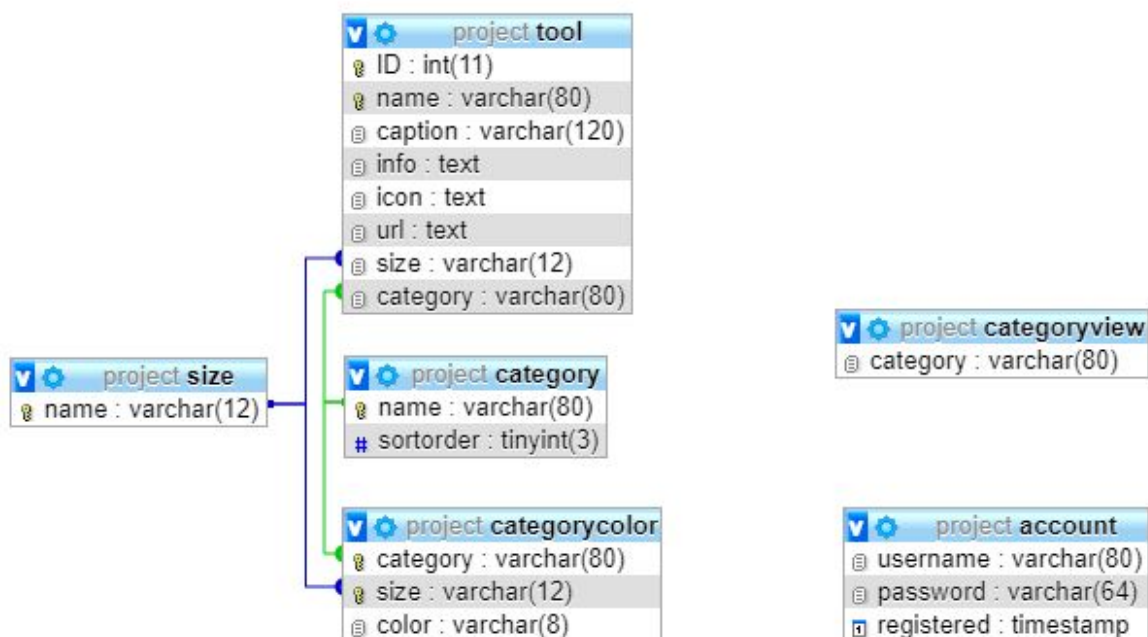 project tool
ID : int(11)
name : varchar(80)
caption : varchar(120)
info : text
icon : text
url : text
size : varchar(12)
category : varchar(80)
project size
name : varchar(12)
project category
name : varchar(80)
# sortorder : tinyint(3)
project categorycolor
category : varchar(80)
size : varchar(12)
color : varchar(8)
project categoryview
category : varchar(80)
project account
username : varchar(80)
password : varchar(64)
registered : timestamp